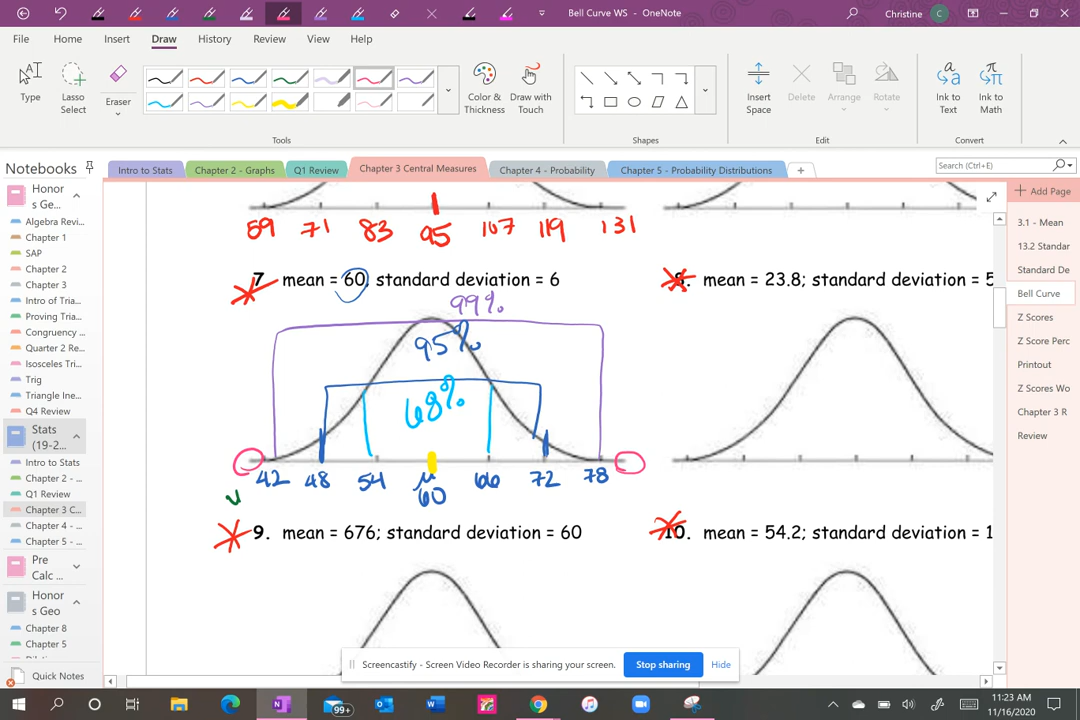 Bell Curve WS - OneNote
Christine
C
File
Home
Insert
Draw
History
Review
View
Help
Type
Lasso
Select
Eraser
Color &
Thickness
Draw with
Touch
Insert
Space
Delete
Arrange
Rotate
Ink to
Text
Ink to
Math
Tools
Shapes
Edit
Convert
Notebooks
Intro to Stats
Chapter 2 - Graphs
Q1 Review
Chapter 3 Central Measures
Chapter 4 - Probability
Chapter 5 - Probability Distributions
Search (Ctrl+E)
Honor
s Ge...
Algebra Revi...
Chapter 1
SAP
Chapter 2
Chapter 3
Intro of Tria...
Proving Tria...
Congruency ...
Quarter 2 Re...
Isosceles Tri...
Trig
Triangle Ine...
Q4 Review
Stats
(19-2...
Intro to Stats
Chapter 2 - ...
Q1 Review
Chapter 3 C...
Chapter 4 - ...
Chapter 5 - ...
Pre
Calc ...
Honor
s Geo
Chapter 8
Chapter 5
Quick Notes
59 71 83 95 107 119 131
7 mean = 60, standard deviation = 6
99%
95%
68%
42 48 54 μ 66 72 78
60
8. mean = 23.8; standard deviation = 5
9. mean = 676; standard deviation = 60
10. mean = 54.2; standard deviation = 1
Add Page
3.1 - Mean
13.2 Standar
Standard De
Bell Curve
Z Scores
Z Score Perc
Printout
Z Scores Wo
Chapter 3 R
Review
Screencastify - Screen Video Recorder is sharing your screen.
Stop sharing
Hide
99+
11:23 AM
11/16/2020